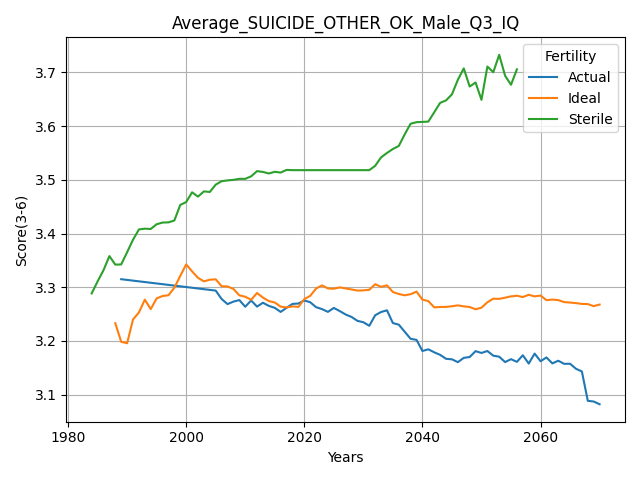 Average_SUICIDE_OTHER_OK_Male_Q3_IQ
Fertility
Actual
Ideal
Sterile
Score(3-6)
3.7
3.6
3.5
3.4
3.3
3.2
3.1
1980
2000
2020
2040
2060
Years